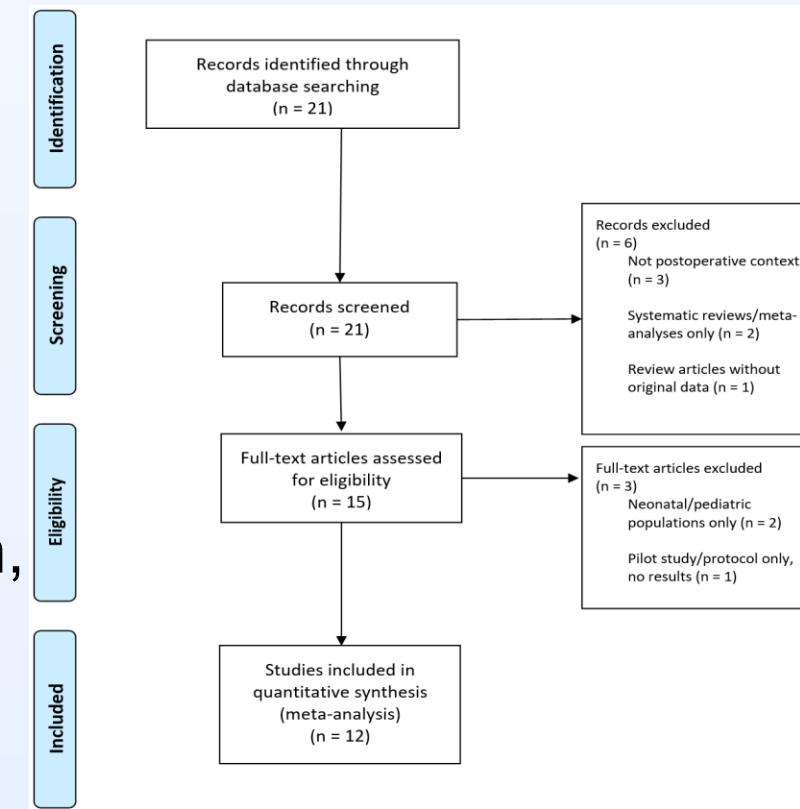 Identification
Records identified through
database searching
(n = 21)
Screening
Records screened
(n = 21)
Records excluded
(n = 6)
Not postoperative context
(n = 3)
Systematic reviews/meta-
analyses only (n = 2)
Review articles without
original data (n = 1)
Eligibility
Full-text articles assessed
for eligibility
(n = 15)
Full-text articles excluded
(n = 3)
Neonatal/pediatric
populations only (n = 2)
Pilot study/protocol only,
no results (n = 1)
Included
Studies included in
quantitative synthesis
(meta-analysis)
(n = 12)